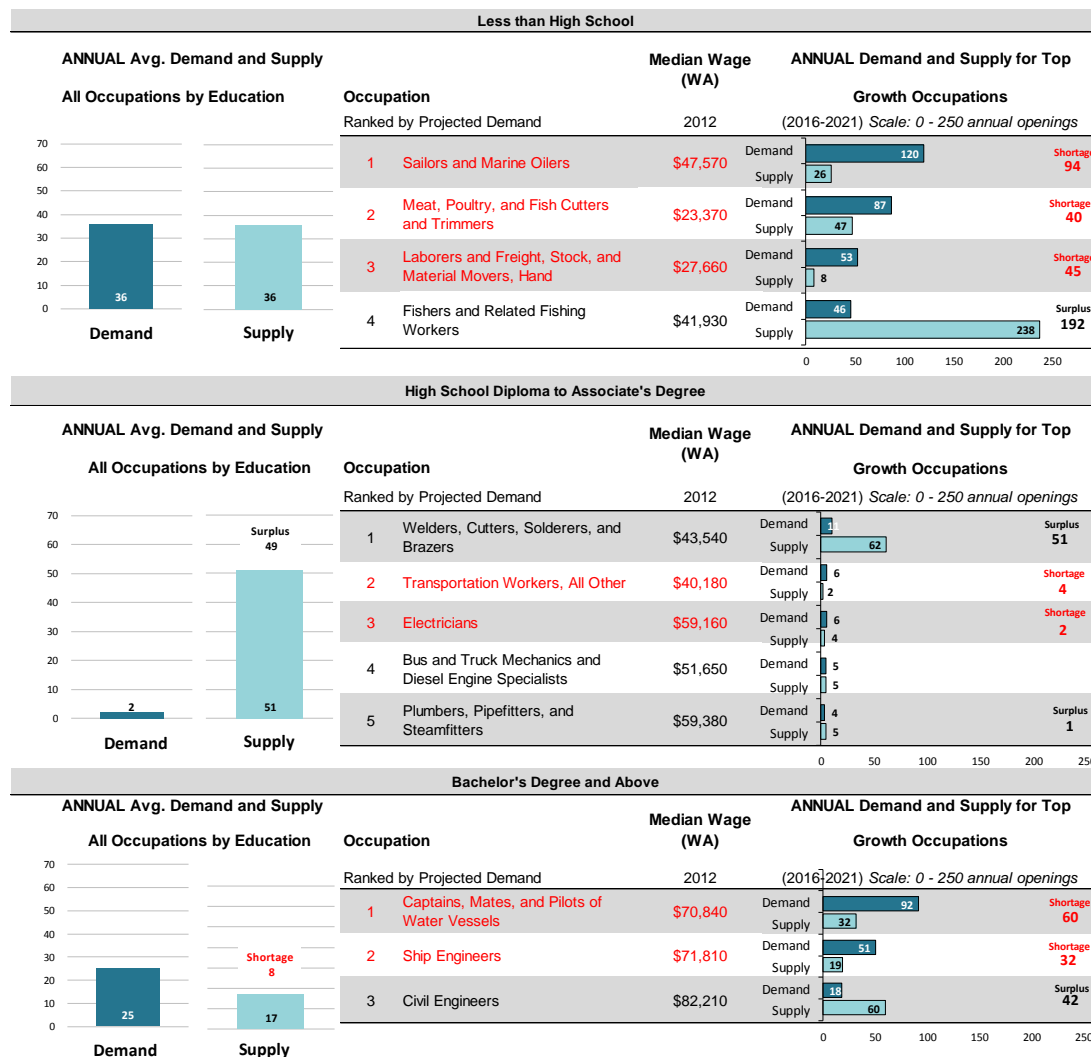 Less than High School
ANNUAL Avg. Demand and Supply
All Occupations by Education
70
60
50
40
30
20
10
0
36
36
Demand
Supply
Occupation
Median Wage
(WA)
Ranked by Projected Demand
2012
1 Sailors and Marine Oilers $47,570
2 Meat, Poultry, and Fish Cutters
and Trimmers $23,370
3 Laborers and Freight, Stock, and
Material Movers, Hand $27,660
4 Fishers and Related Fishing
Workers $41,930
ANNUAL Demand and Supply for Top
Growth Occupations
(2016-2021) Scale: 0 - 250 annual openings
Demand 120
Supply 26
Shortage
94
Demand 87
Supply 47
Shortage
40
Demand 53
Supply 8
Shortage
45
Demand 46
Supply 238
Surplus
192
0 50 100 150 200 250
High School Diploma to Associate's Degree
ANNUAL Avg. Demand and Supply
All Occupations by Education
70
60
50
40
30
20
10
0
2
Surplus
49
51
Demand
Supply
Occupation
Median Wage
(WA)
Ranked by Projected Demand
2012
1 Welders, Cutters, Solderers, and
Brazers $43,540
2 Transportation Workers, All Other $40,180
3 Electricians $59,160
4 Bus and Truck Mechanics and
Diesel Engine Specialists $51,650
5 Plumbers, Pipefitters, and
Steamfitters $59,380
ANNUAL Demand and Supply for Top
Growth Occupations
(2016-2021) Scale: 0 - 250 annual openings
Demand 11
Supply 62
Surplus
51
Demand 6
Supply 2
Shortage
4
Demand 6
Supply 4
Shortage
2
Demand 5
Supply 5
Demand 4
Supply 5
Surplus
1
0 50 100 150 200 250
Bachelor's Degree and Above
ANNUAL Avg. Demand and Supply
All Occupations by Education
70
60
50
40
30
20
10
0
25
Shortage
8
17
Demand
Supply
Occupation
Median Wage
(WA)
Ranked by Projected Demand
2012
1 Captains, Mates, and Pilots of
Water Vessels $70,840
2 Ship Engineers $71,810
3 Civil Engineers $82,210
ANNUAL Demand and Supply for Top
Growth Occupations
(2016-2021) Scale: 0 - 250 annual openings
Demand 92
Supply 32
Shortage
60
Demand 51
Supply 19
Shortage
32
Demand 18
Supply 60
Surplus
42
0 50 100 150 200 250